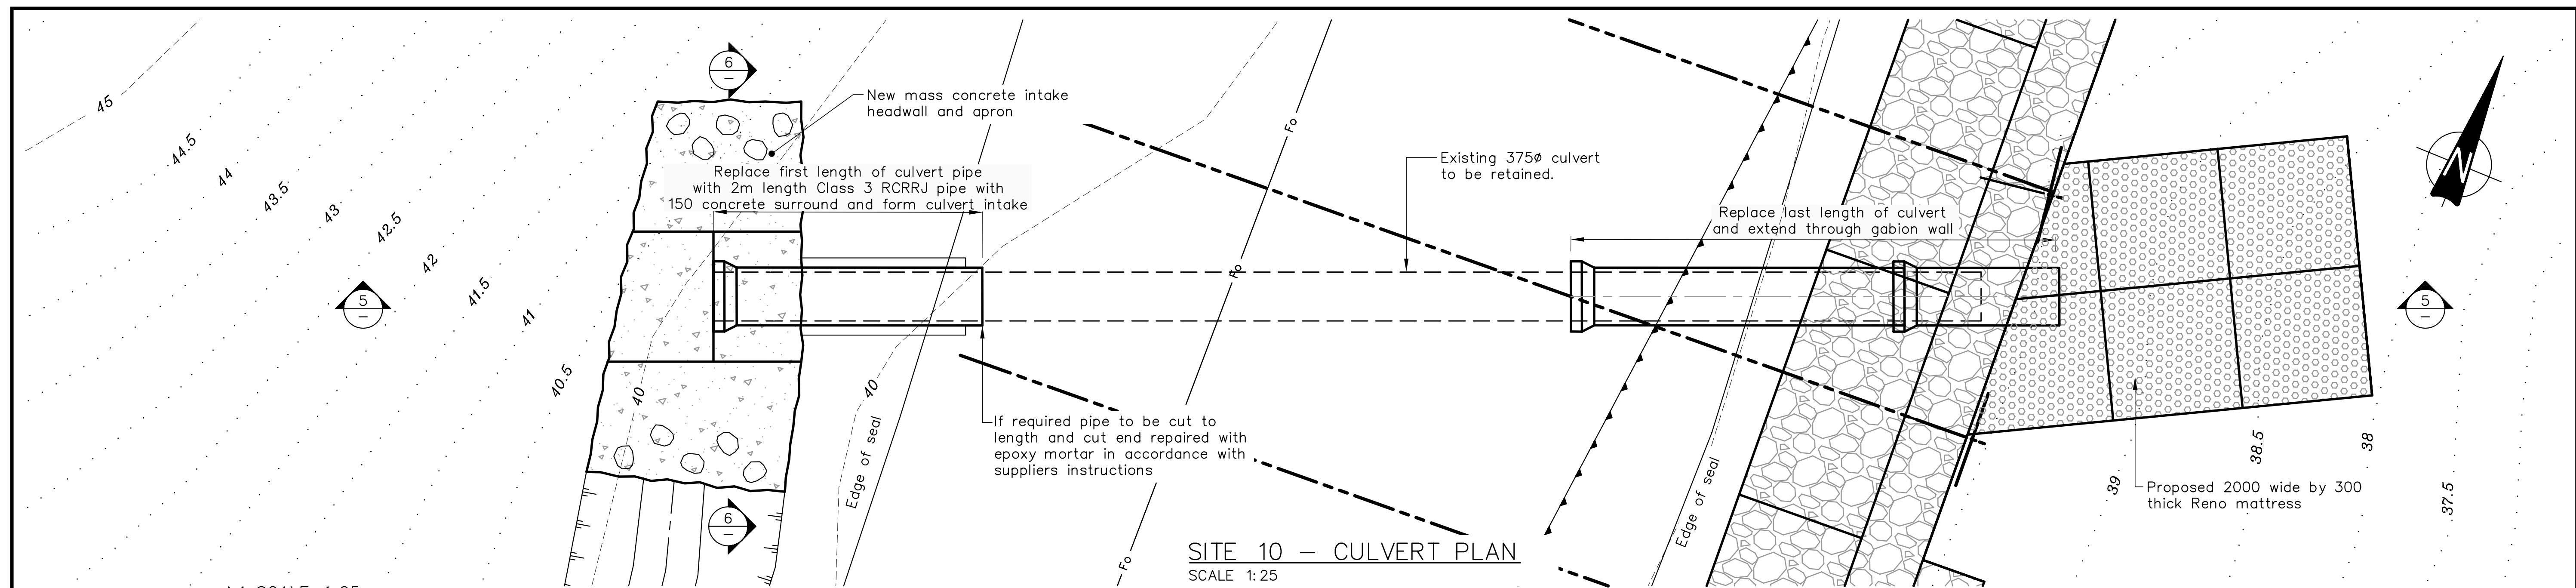 45
44.5
44
43.5
43
42.5
42
41.5
41
40.5
40
6
-
New mass concrete intake
headwall and apron
Replace first length of culvert pipe
with 2m length Class 3 RCRRJ pipe with
150 concrete surround and form culvert intake
5
-
6
-
40
Edge of seal
If required pipe to be cut to
length and cut end repaired with
epoxy mortar in accordance with
suppliers instructions
Fo
Fo
Fo
Existing 375ø culvert
to be retained.
Replace last length of culvert
and extend through gabion wall
Edge of seal
N
5
-
39
38.5
38
37.5
Proposed 2000 wide by 300
thick Reno mattress
SITE 10 - CULVERT PLAN
SCALE 1:25